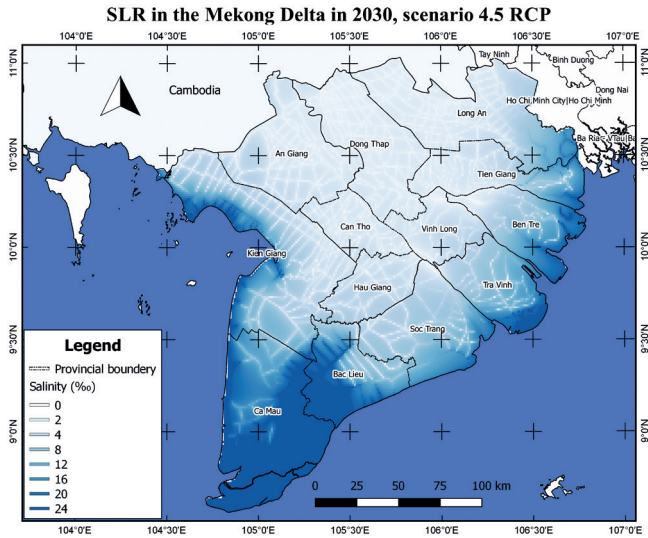 SLR in the Mekong Delta in 2030, scenario 4.5 RCP
104°0'E 104°30'E 105°0'E 105°30'E 106°0'E 106°30'E 107°0'E
11°0'N 11°0'N
Tay Ninh
Binh Duong
Cambodia
Dong Nai
Ho Chi Minh City|Ho Chi Minh
Long An
Ba Ria= VTau|Ba
An Giang
Dong Thap
10°30'N 10°30'N
Tien Giang
Can Tho
Vinh Long
Ben Tre
10°0'N 10°0'N
Kien Giang
Hau Giang
Tra Vinh
Soc Trang
9°30'N 9°30'N
Legend
Provincial boundary
Salinity (‰)
0
2
4
8
12
16
20
24
Bac Lieu
Ca Mau
9°0'N 9°0'N
0 25 50 75 100 km
104°0'E 104°30'E 105°0'E 105°30'E 106°0'E 106°30'E 107°0'E